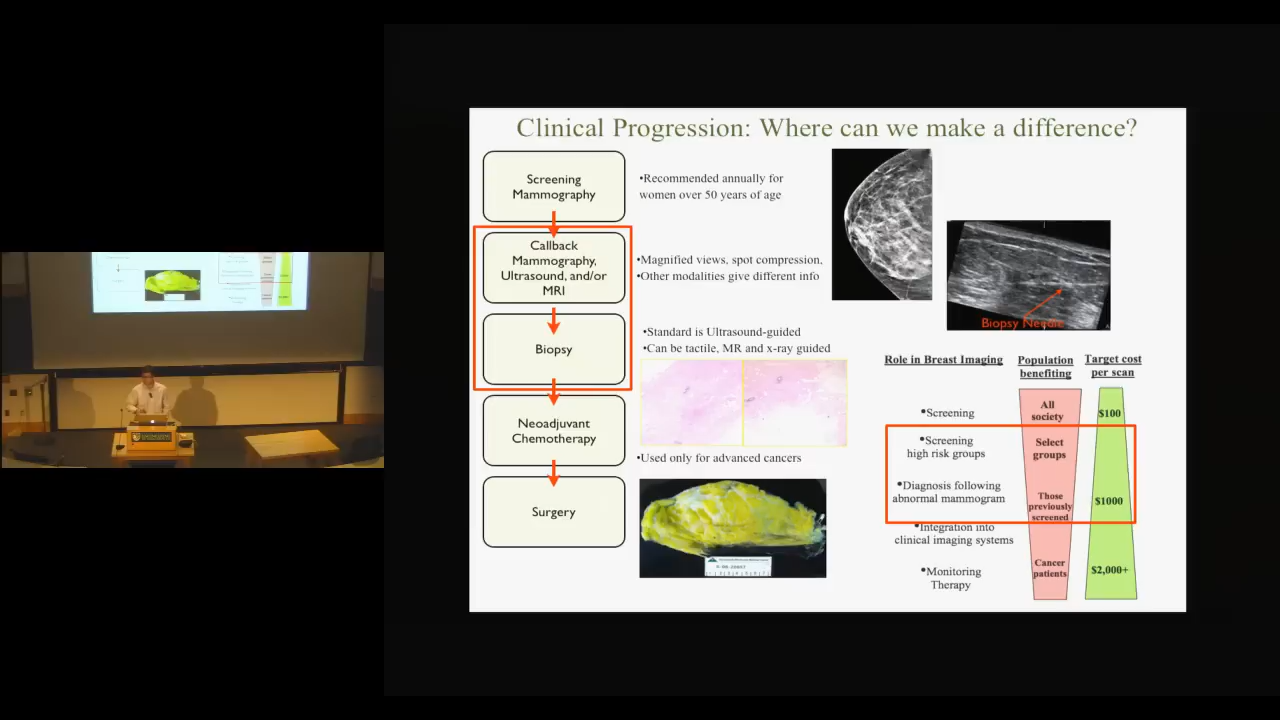 Clinical Progression: Where can we make a difference?
Screening
Mammography
•Recommended annually for
women over 50 years of age
Callback
Mammography,
Ultrasound, and/or
MRI
•Magnified views, spot compression,
•Other modalities give different info
Biopsy Needle
Biopsy
•Standard is Ultrasound-guided
•Can be tactile, MR and x-ray guided
Neoadjuvant
Chemotherapy
•Used only for advanced cancers
Surgery
Role in Breast Imaging
Population
benefiting
Target cost
per scan
•Screening
All
society
$100
•Screening
high risk groups
Select
groups
•Diagnosis following
abnormal mammogram
Those
previously
screened
$1000
•Integration into
clinical imaging systems
•Monitoring
Therapy
Cancer
patients
$2,000+